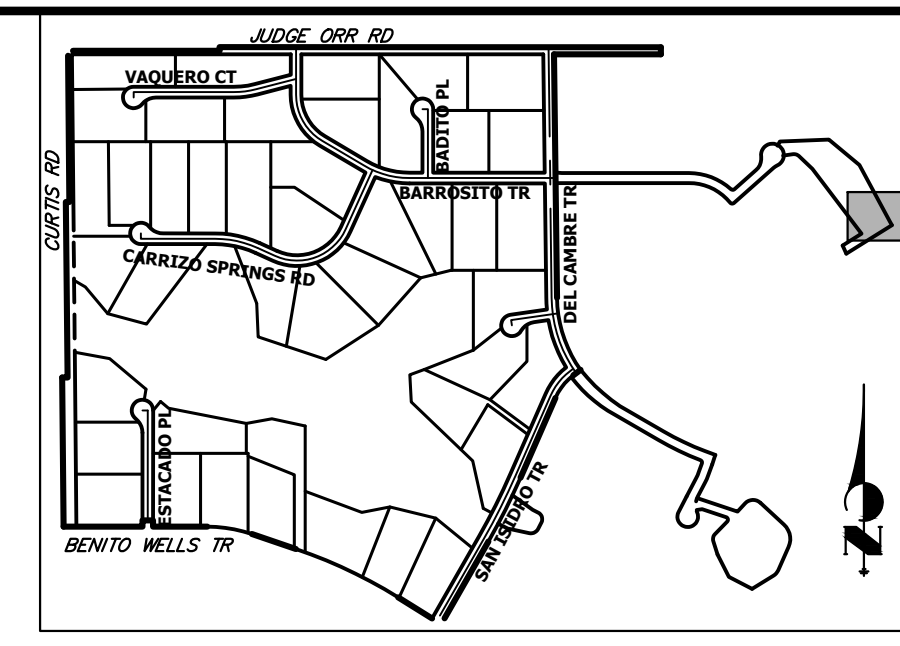 JUDGE ORR RD
VAQUERO CT
BADITO PL
CURTIS RD
BARROSITO TR
DEL CAMBRE TR
CARRIZO SPRINGS RD
ESTACADO PL
SAN ISIDRO TR
BENITO WELLS TR
N